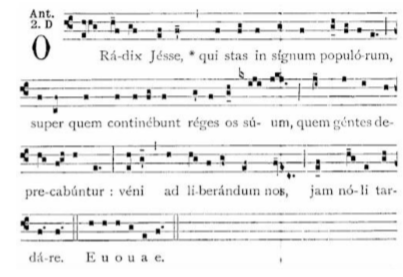 Ant.
2. D
O
Rá-dix Jésse, * qui stas in sígnum populó-rum,
super quem continébunt réges os sú- um, quem géntes de-
pre-cabúntur : véni ad li-berándum nos, jam nó-li tar-
dá-re. E u o u a e.